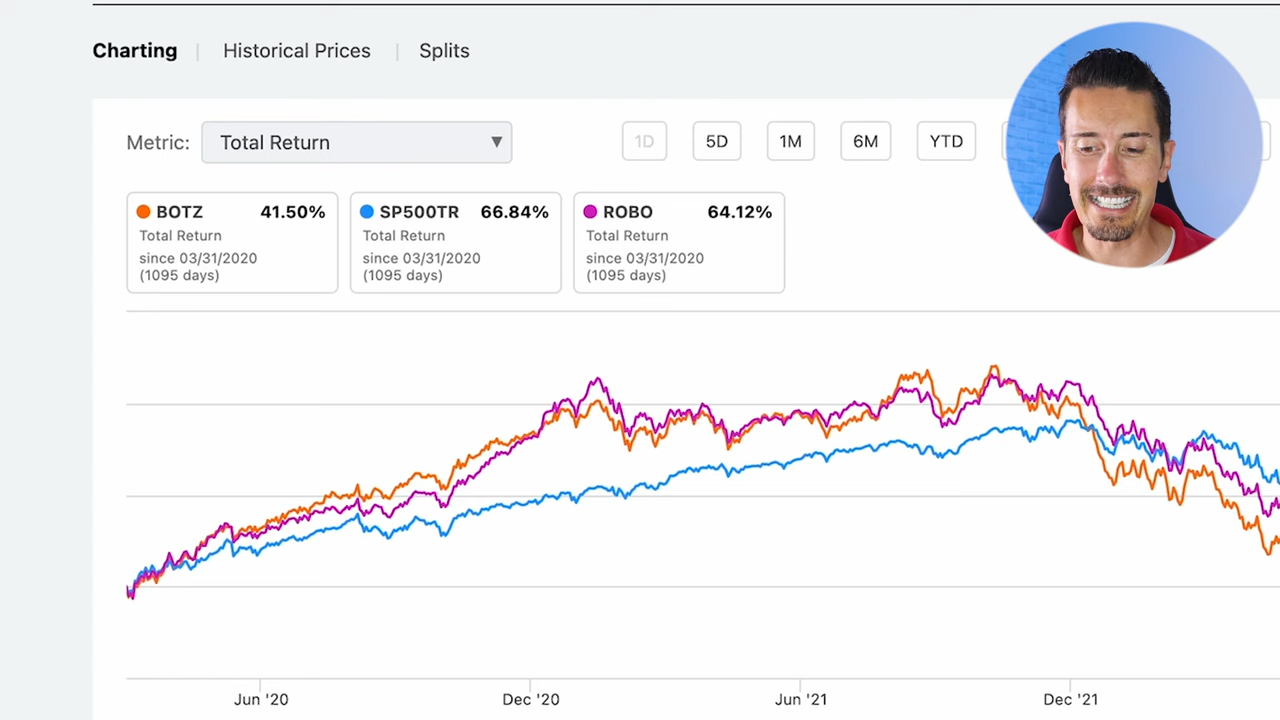 Charting | Historical Prices | Splits
Metric: Total Return ▼ 1D 5D 1M 6M YTD
BOTZ 41.50%
Total Return
since 03/31/2020
(1095 days)
SP500TR 66.84%
Total Return
since 03/31/2020
(1095 days)
ROBO 64.12%
Total Return
since 03/31/2020
(1095 days)
Jun '20 Dec '20 Jun '21 Dec '21